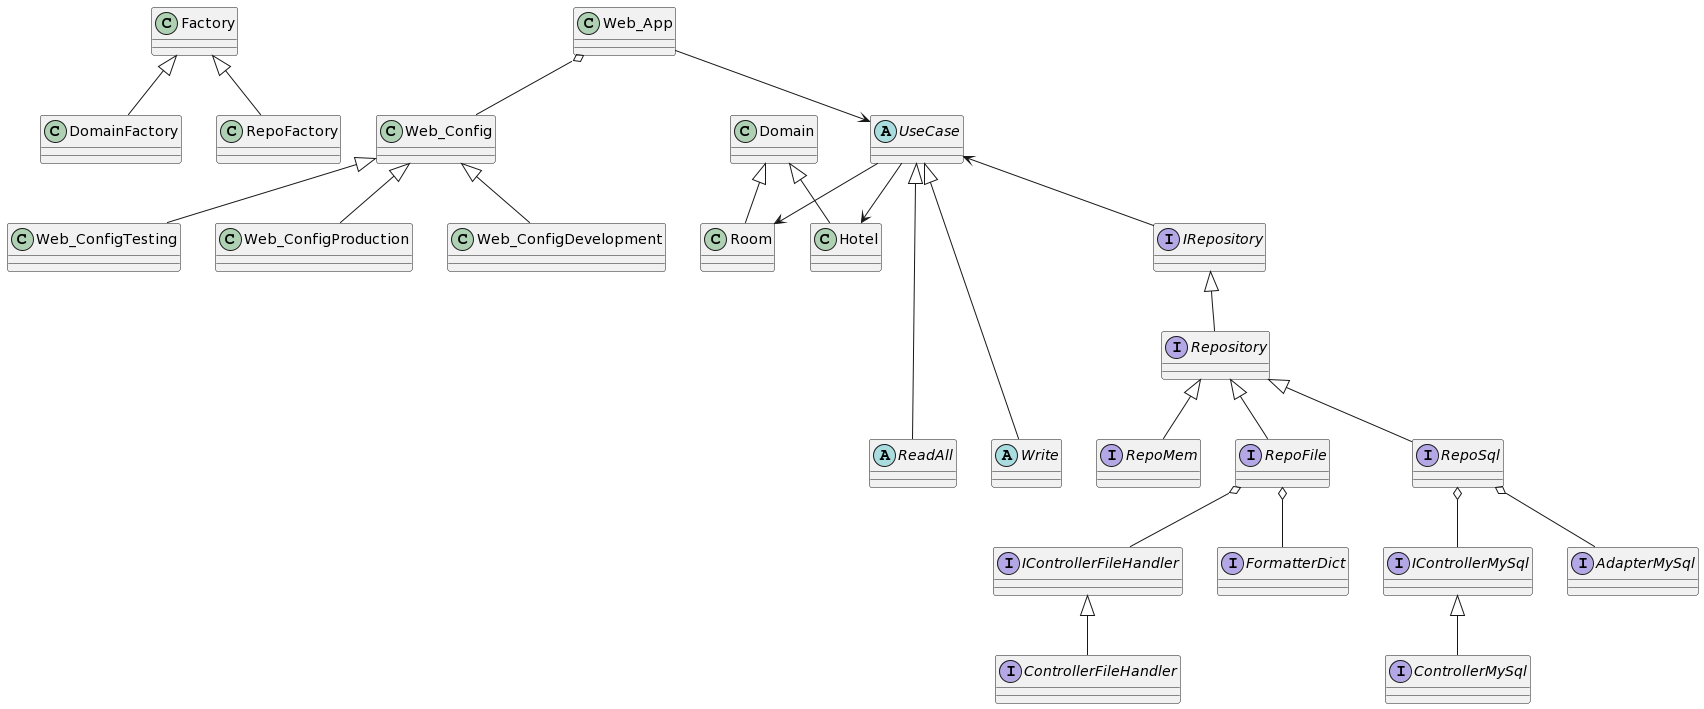 C Factory
C Web_App
C DomainFactory
C RepoFactory
C Web_Config
C Domain
A UseCase
C Web_ConfigTesting
C Web_ConfigProduction
C Web_ConfigDevelopment
C Room
C Hotel
I IRepository
I Repository
A ReadAll
A Write
I RepoMem
I RepoFile
I RepoSql
I IControllerFileHandler
I FormatterDict
I IControllerMySql
I AdapterMySql
I ControllerFileHandler
I ControllerMySql